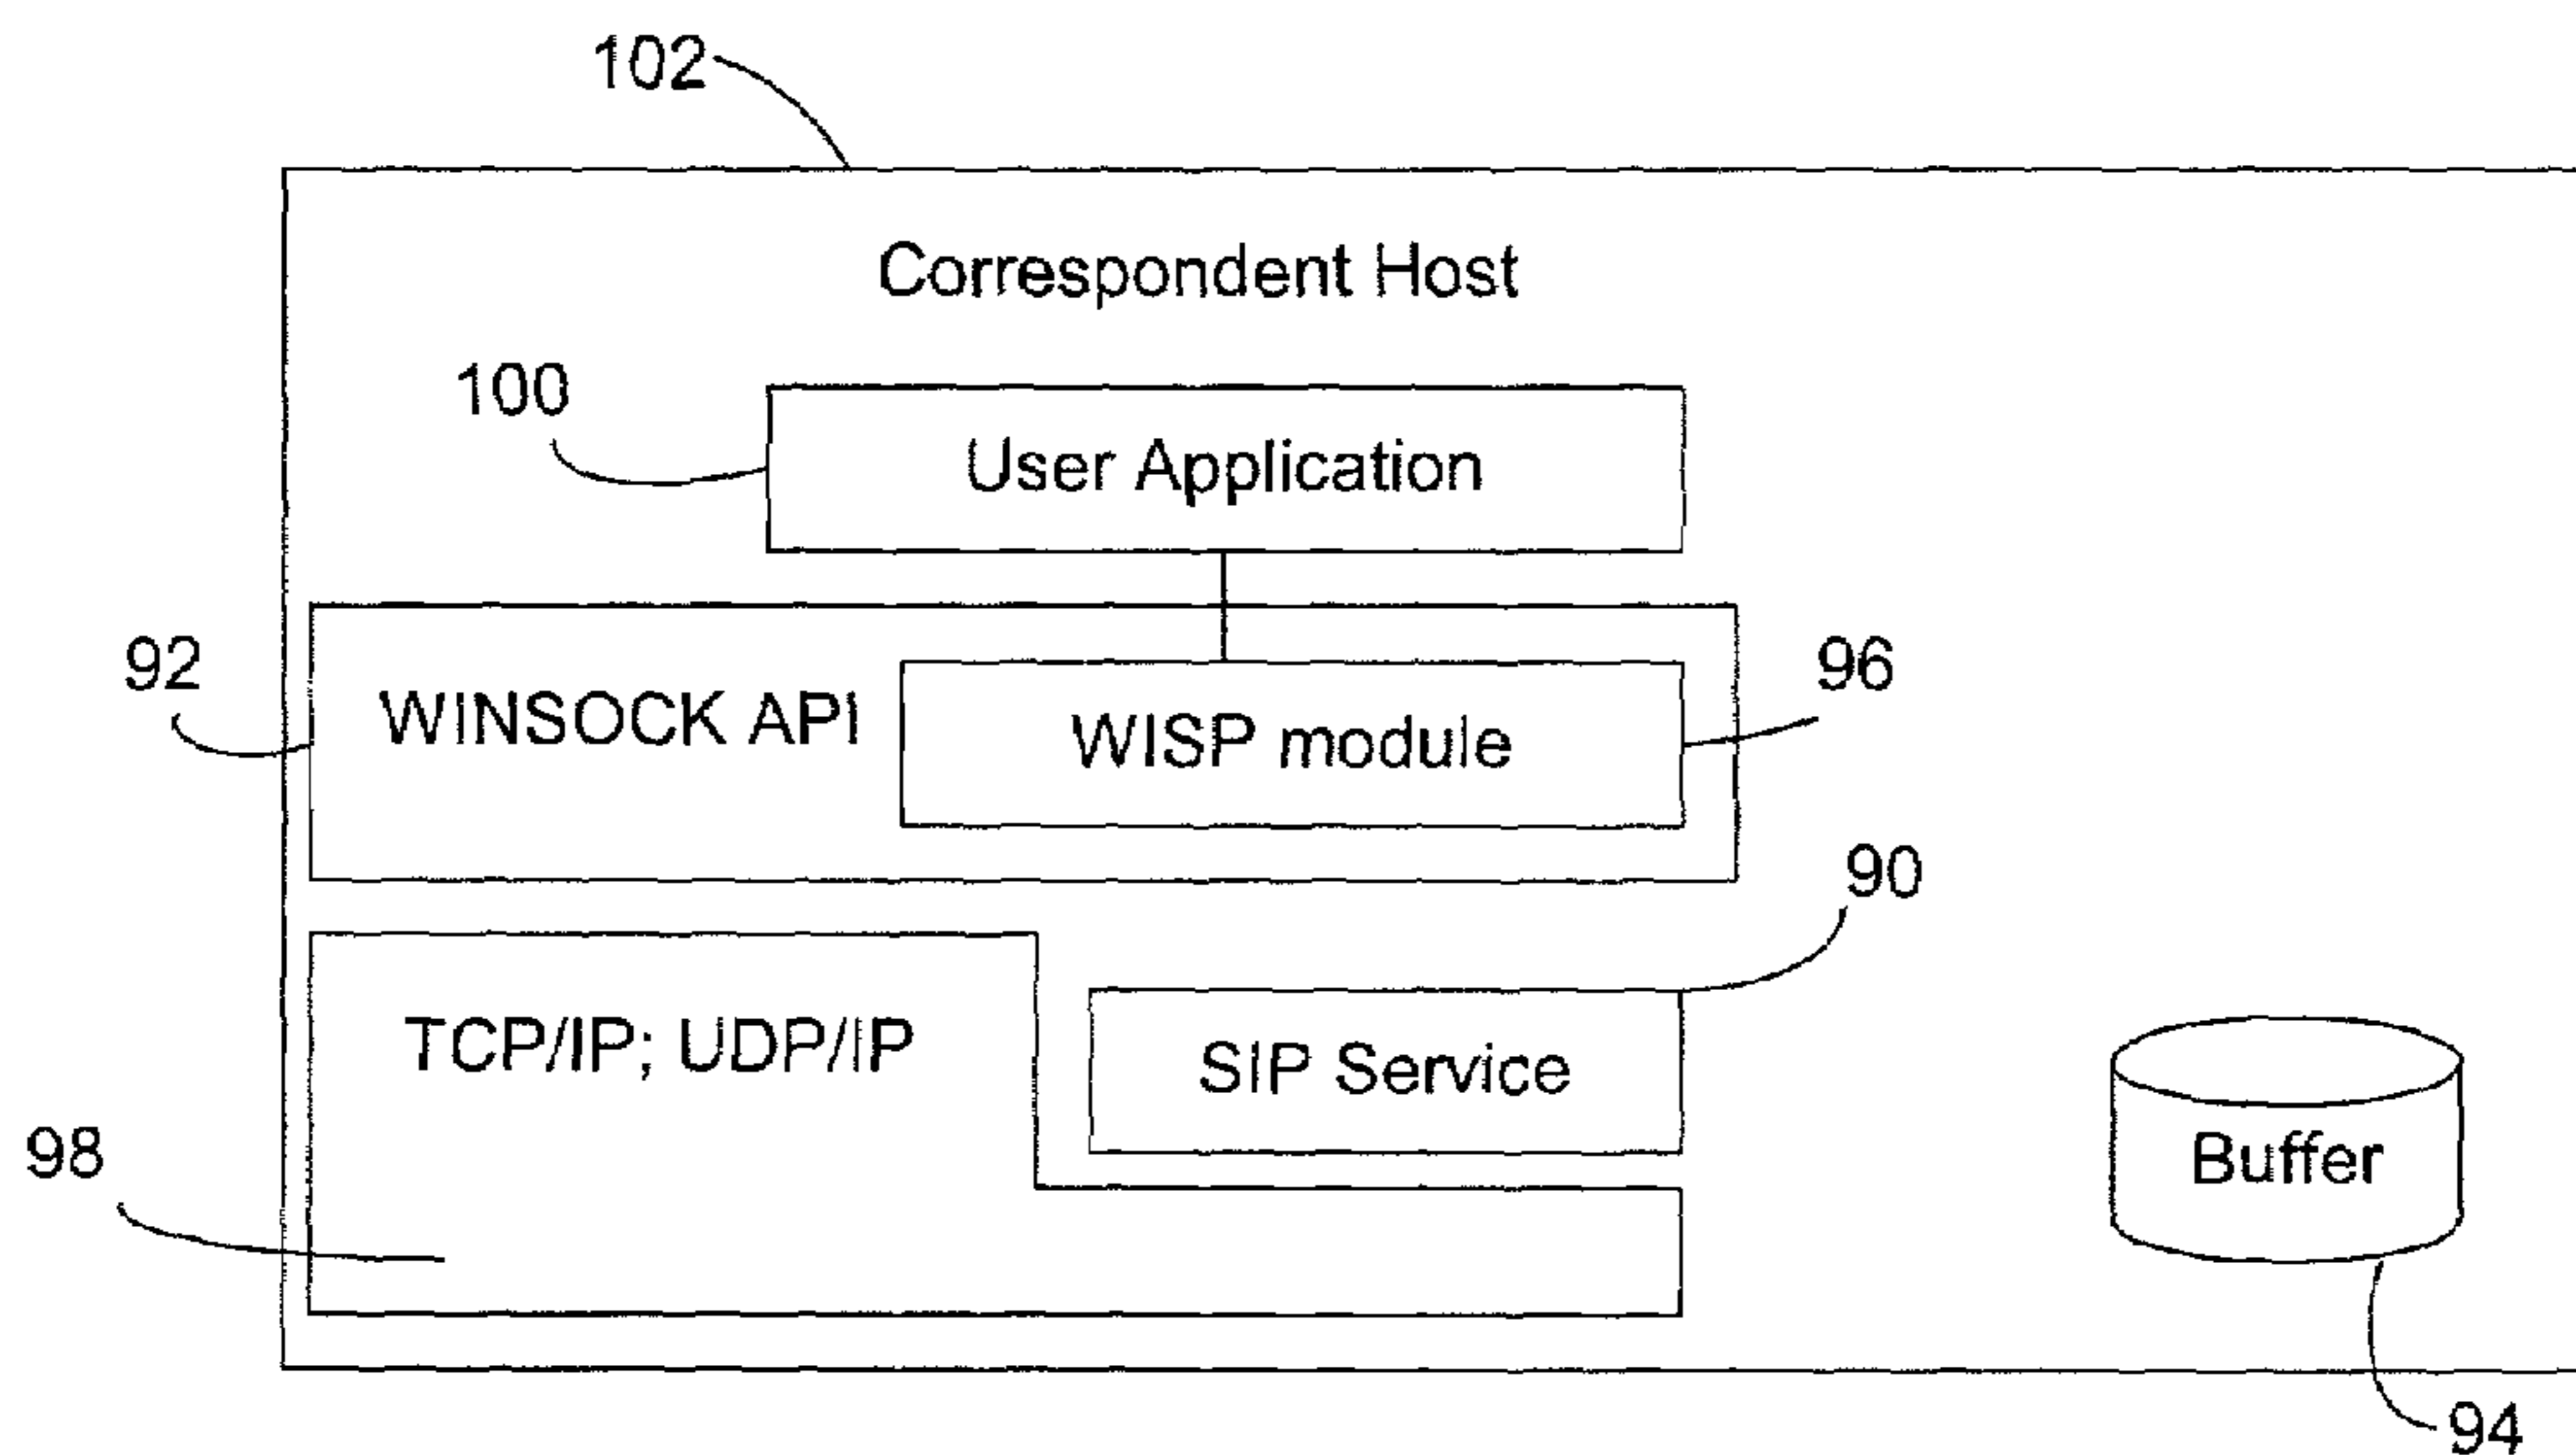 102
Correspondent Host
100
User Application
92
WINSOCK API
WISP module
96
90
TCP/IP; UDP/IP
SIP Service
98
Buffer
94